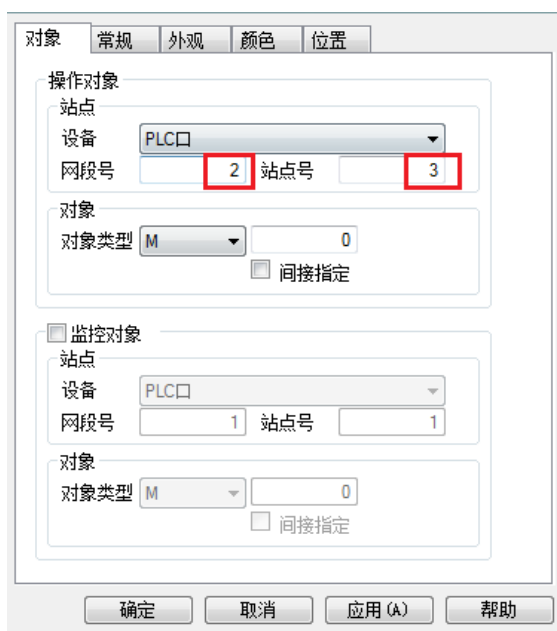 对象 常规 外观 颜色 位置
操作对象
站点
设备 PLC口
网段号 2 站点号 3
对象
对象类型 M 0
间接指定
监控对象
站点
设备 PLC口
网段号 1 站点号 1
对象
对象类型 M 0
间接指定
确定 取消 应用(A) 帮助